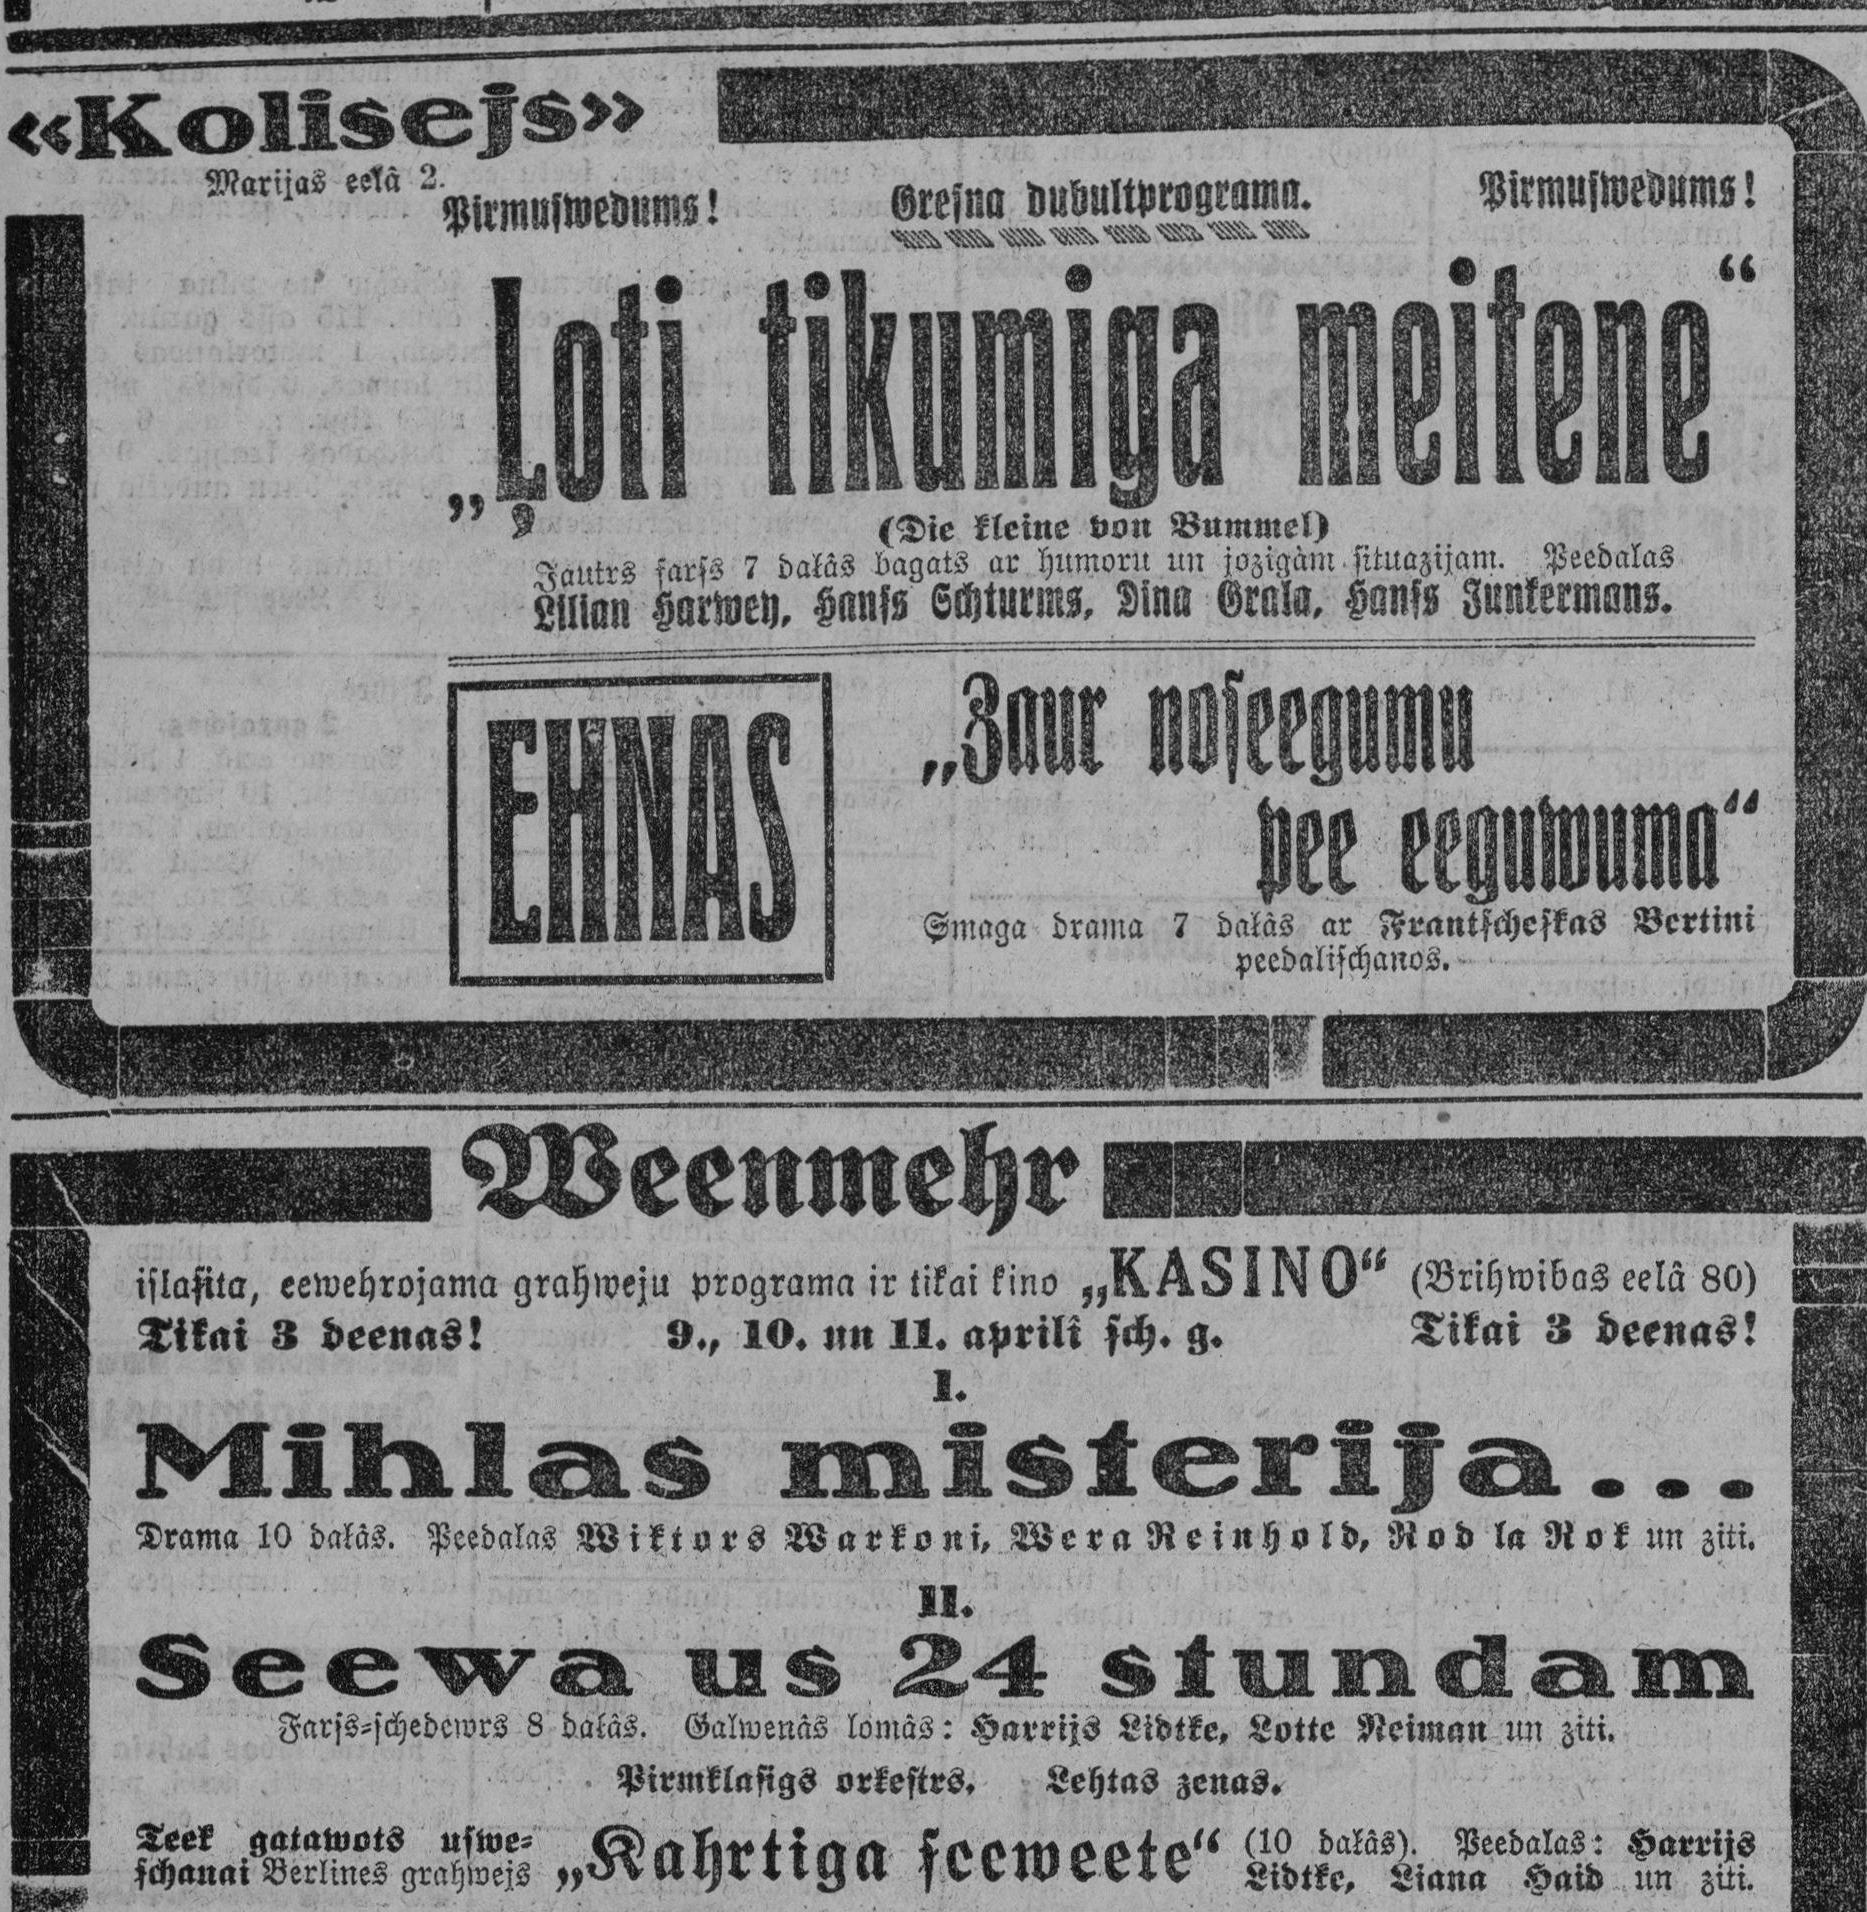 «Kolisejs»
Marijas eelâ 2.
Pirmuſwedums! Greſna dubultprograma. Pirmuſwedums!
„Ļoti tikumiga meitene“
(Die kleine von Bummel)
Jautrs farſs 7 daļâs bagats ar humoru un jozigàm situazijam. Peedalas
Lilian Harwey, Hanſs Schturms, Dina Grala, Hanſs Junkermans.
EHNAS
„Zaur noſeegumu
pee eeguwuma“
Smaga drama 7 daļâs ar Frantſcheſkas Bertini
peedaliſchanos.
Weenmehr
iſlaſita, eewehrojama grahweju programa ir tikai kino „KASINO“ (Brihwibas eelâ 80)
Tikai 3 deenas! 9., 10. un 11. aprilî ſch. g. Tikai 3 deenas!
I.
Mihlas misterija...
Drama 10 daļâs. Peedalas Wiktors Warkoni, Wera Reinhold, Rod la Rok un ziti.
II.
Seewa us 24 stundam
Farſs-ſchedewrs 8 daļâs. Galwenâs lomâs: Harrijs Lidtke, Lotte Neiman un ziti.
Pirmklaſigs orkeſtrs. Lehtas zenas.
Teek gatawots uſwe-
ſchanai Berlines grahwejs „Kahrtiga ſeeweete“ (10 daļâs). Peedalas: Harrijs
Lidtke, Liana Haid un ziti.